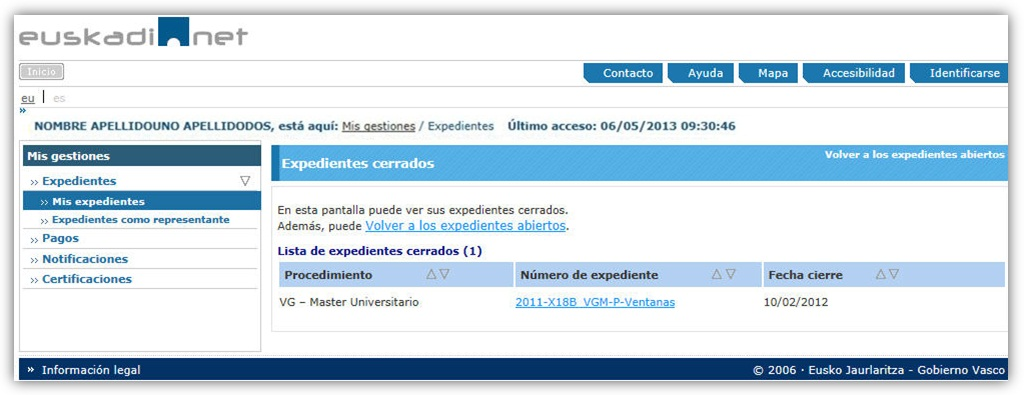 euskadi net
Inicio
Contacto Ayuda Mapa Accesibilidad Identificarse
eu | es
»
NOMBRE APELLIDOUNO APELLIDODOS, está aquí: Mis gestiones / Expedientes Último acceso: 06/05/2013 09:30:46
Mis gestiones
» Expedientes ▽
» Mis expedientes
» Expedientes como representante
» Pagos
» Notificaciones
» Certificaciones
Expedientes cerrados Volver a los expedientes abiertos
En esta pantalla puede ver sus expedientes cerrados.
Además, puede Volver a los expedientes abiertos.
Lista de expedientes cerrados (1)
Procedimiento △▽ Número de expediente △▽ Fecha cierre △▽
VG – Master Universitario 2011-X18B_VGM-P-Ventanas 10/02/2012
» Información legal © 2006 · Eusko Jaurlaritza - Gobierno Vasco